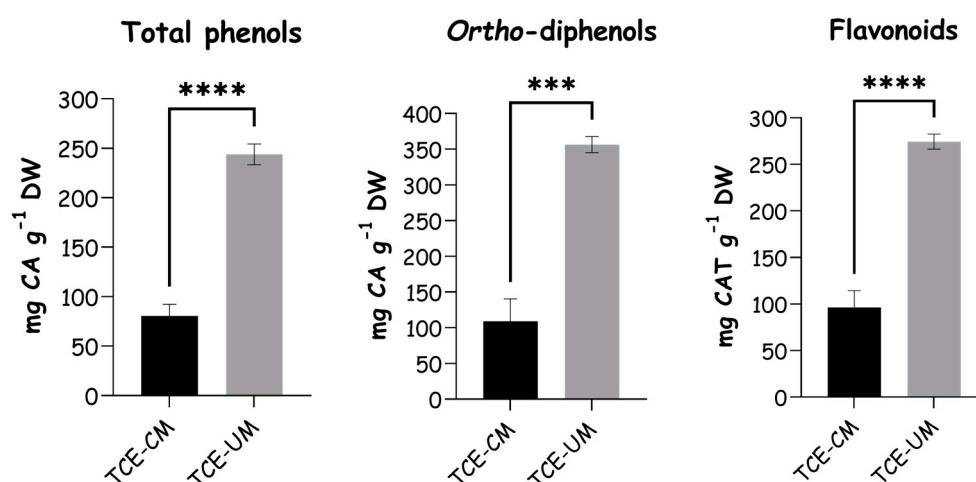 Total phenols
****
300
250
200
150
100
50
0
mg CA g⁻¹ DW
TCE-CM
TCE-UM
Ortho-diphenols
***
400
350
300
250
200
150
100
50
0
mg CA g⁻¹ DW
TCE-CM
TCE-UM
Flavonoids
****
300
250
200
150
100
50
0
mg CAT g⁻¹ DW
TCE-CM
TCE-UM